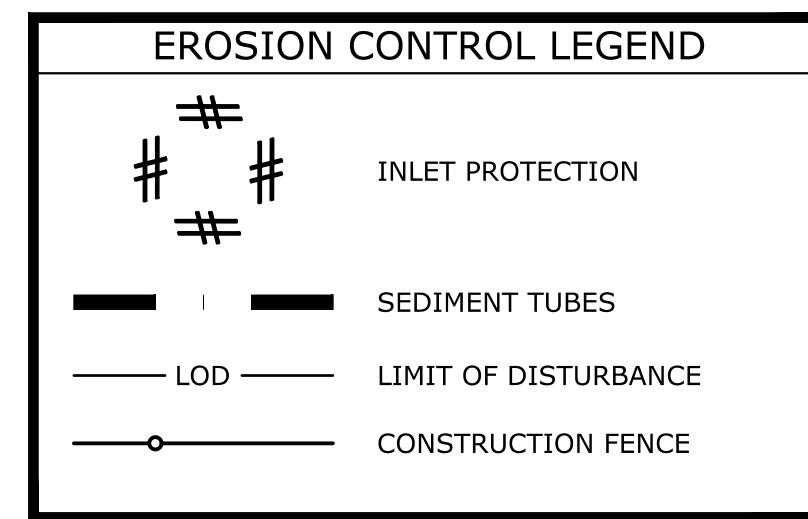 EROSION CONTROL LEGEND
INLET PROTECTION
SEDIMENT TUBES
LOD LIMIT OF DISTURBANCE
CONSTRUCTION FENCE